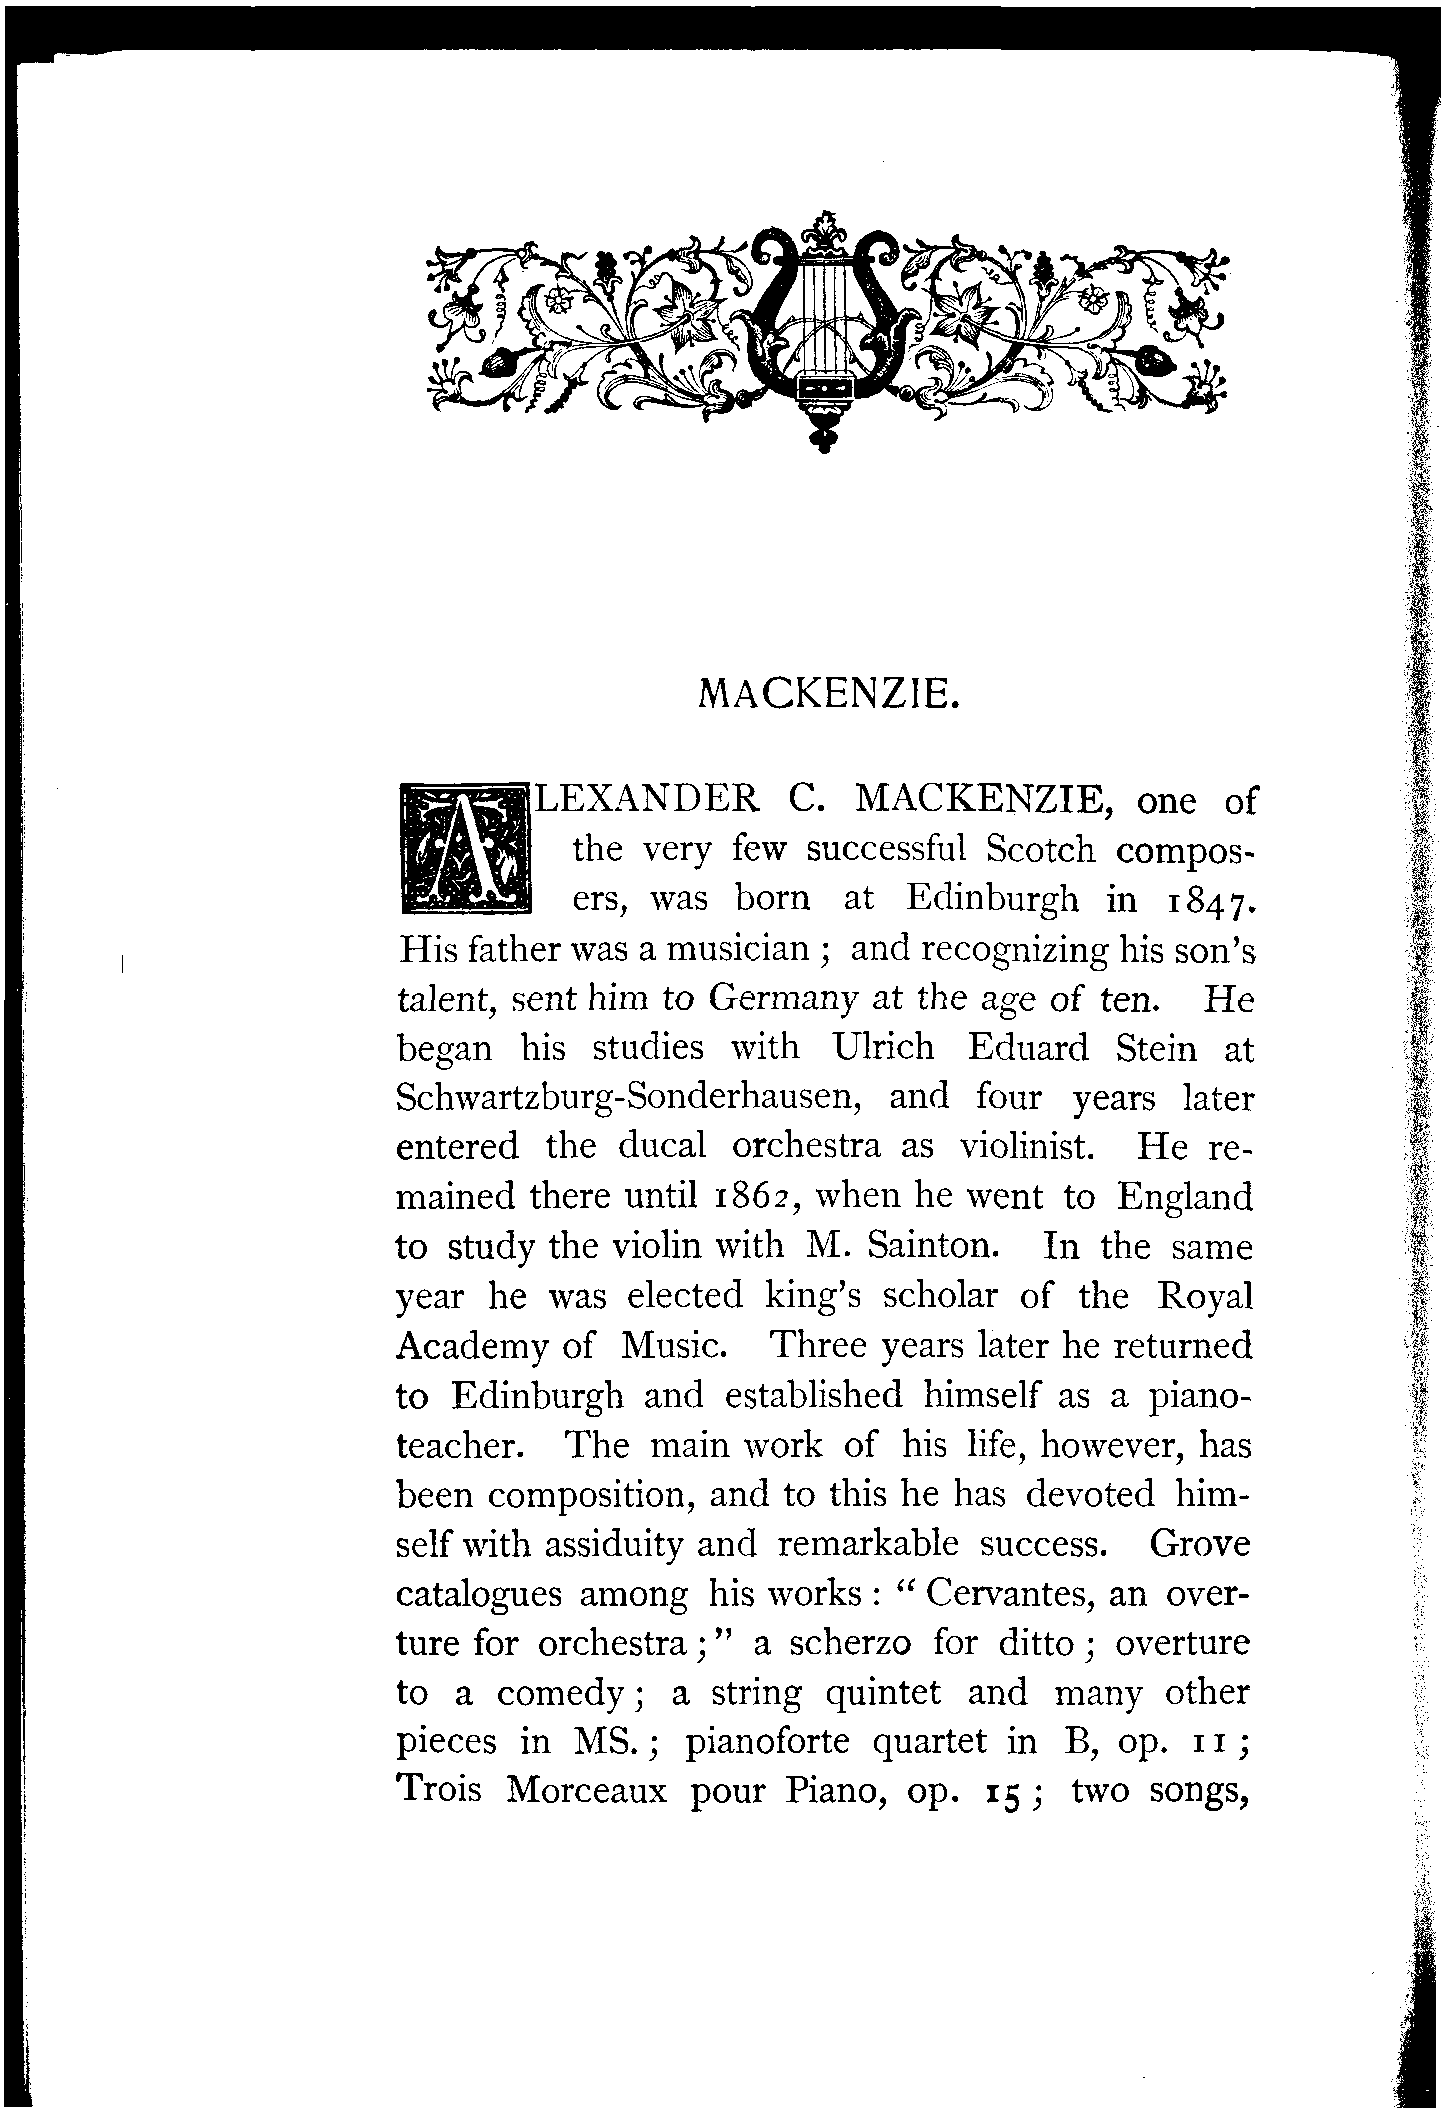 MACKENZIE.
ALEXANDER C. MACKENZIE, one of
the very few successful Scotch compos-
ers, was born at Edinburgh in 1847.
His father was a musician ; and recognizing his son's
talent, sent him to Germany at the age of ten. He
began his studies with Ulrich Eduard Stein at
Schwartzburg-Sonderhausen, and four years later
entered the ducal orchestra as violinist. He re-
mained there until 1862, when he went to England
to study the violin with M. Sainton. In the same
year he was elected king's scholar of the Royal
Academy of Music. Three years later he returned
to Edinburgh and established himself as a piano-
teacher. The main work of his life, however, has
been composition, and to this he has devoted him-
self with assiduity and remarkable success. Grove
catalogues among his works : “ Cervantes, an over-
ture for orchestra ; ” a scherzo for ditto ; overture
to a comedy ; a string quintet and many other
pieces in MS. ; pianoforte quartet in B, op. 11 ;
Trois Morceaux pour Piano, op. 15 ; two songs,